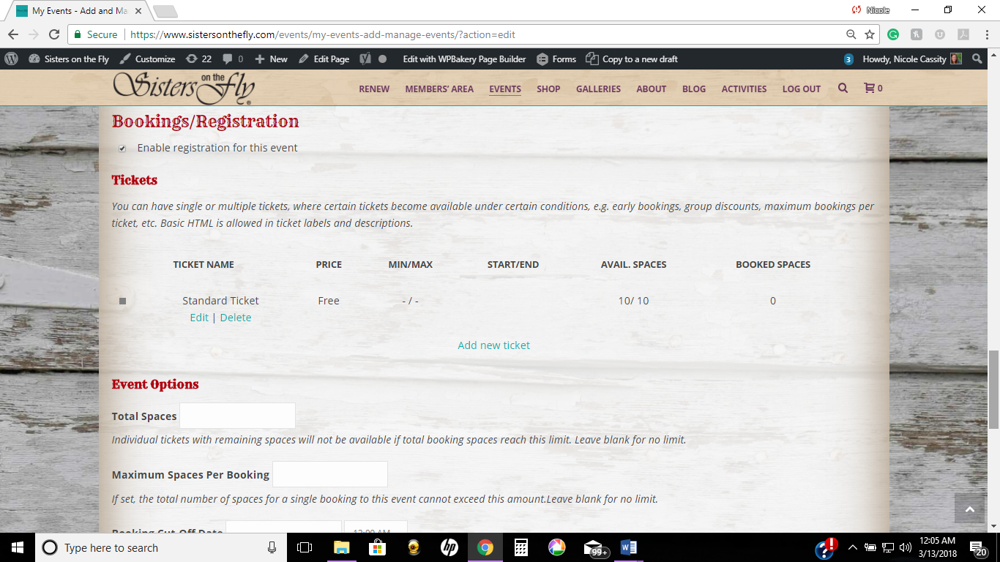 My Events - Add and Ma
Nicole
Secure
https://www.sistersonthefly.com/events/my-events-add-manage-events/?action=edit
Sisters on the Fly
Customize
22
0
New
Edit Page
Edit with WPBakery Page Builder
Forms
Copy to a new draft
3
Howdy, Nicole Cassity
Sisters on the Fly
RENEW
MEMBERS' AREA
EVENTS
SHOP
GALLERIES
ABOUT
BLOG
ACTIVITIES
LOG OUT
0
Bookings/Registration
Enable registration for this event
Tickets
You can have single or multiple tickets, where certain tickets become available under certain conditions, e.g. early bookings, group discounts, maximum bookings per
ticket, etc. Basic HTML is allowed in ticket labels and descriptions.
TICKET NAME PRICE MIN/MAX START/END AVAIL. SPACES BOOKED SPACES
Standard Ticket Free - / - 10/ 10 0
Edit | Delete
Add new ticket
Event Options
Total Spaces
Individual tickets with remaining spaces will not be available if total booking spaces reach this limit. Leave blank for no limit.
Maximum Spaces Per Booking
If set, the total number of spaces for a single booking to this event cannot exceed this amount.Leave blank for no limit.
Booking Cut-Off Date 12:00 AM
Type here to search
hp
99+
12:05 AM
3/13/2018
20